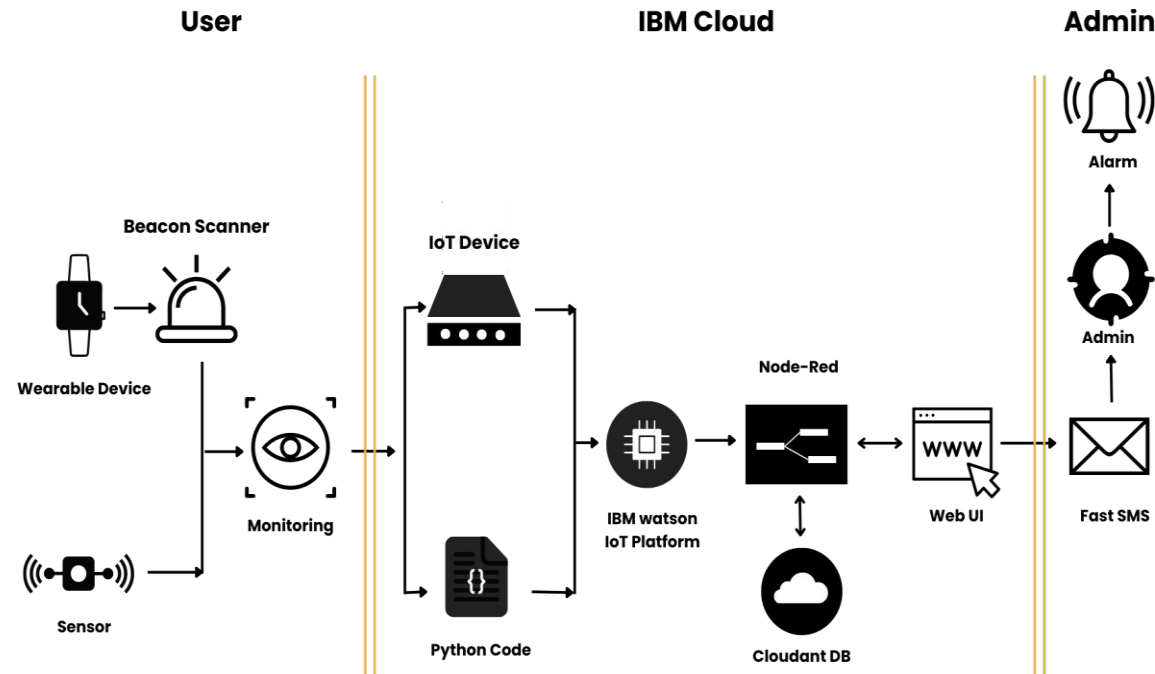 User
IBM Cloud
Admin
Alarm
Beacon Scanner
IoT Device
Admin
Wearable Device
Node-Red
WWW
Monitoring
IBM watson
IoT Platform
Web UI
Fast SMS
{}
Sensor
Python Code
Cloudant DB